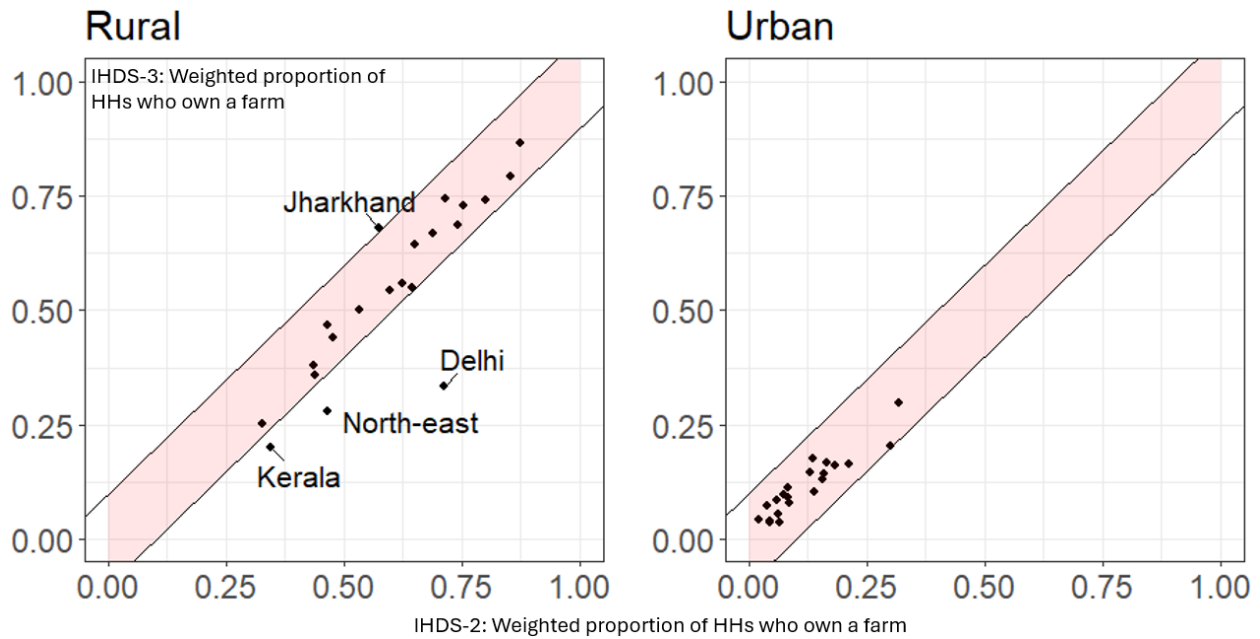 Rural
IHDS-3: Weighted proportion of
HHs who own a farm
1.00
0.75
0.50
0.25
0.00
Jharkhand
Delhi
North-east
Kerala
0.00 0.25 0.50 0.75 1.00
Urban
1.00
0.75
0.50
0.25
0.00
0.00 0.25 0.50 0.75 1.00
IHDS-2: Weighted proportion of HHs who own a farm